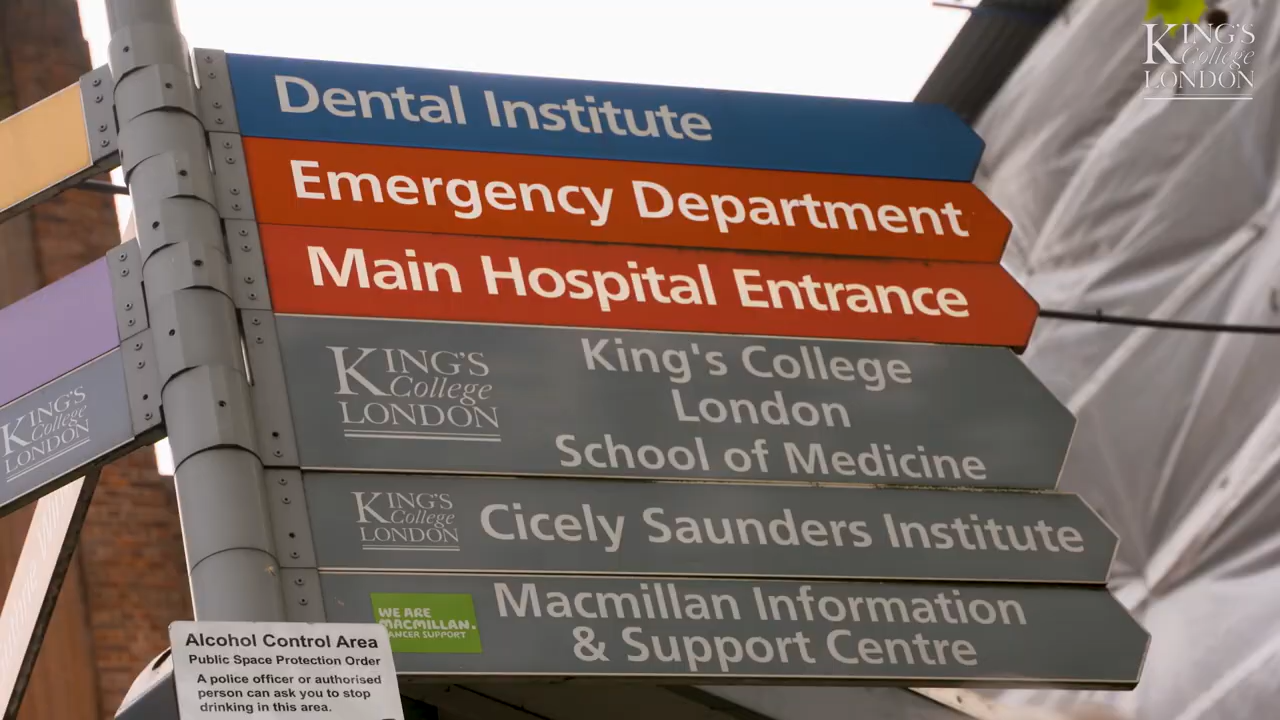 KING'S
College
LONDON
Dental Institute
Emergency Department
Main Hospital Entrance
KING'S
College
LONDON
King's College
London
School of Medicine
KING'S
College
LONDON
KING'S
College
LONDON
Cicely Saunders Institute
WE ARE
MACMILLAN.
CANCER SUPPORT
Macmillan Information
& Support Centre
Alcohol Control Area
Public Space Protection Order
A police officer or authorised
person can ask you to stop
drinking in this area.